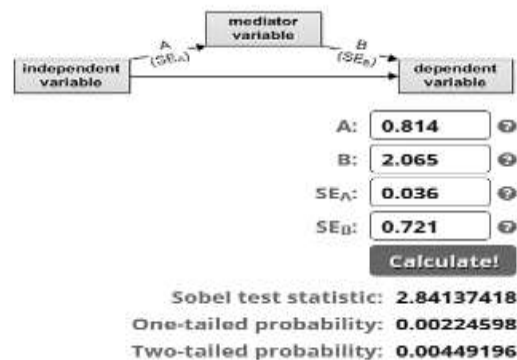 mediator
variable
A
(SEA)
B
(SEB)
independent
variable
dependent
variable
A: 0.814 ?
B: 2.065 ?
SEA: 0.036 ?
SEB: 0.721 ?
Calculate!
Sobel test statistic: 2.84137418
One-tailed probability: 0.00224598
Two-tailed probability: 0.00449196